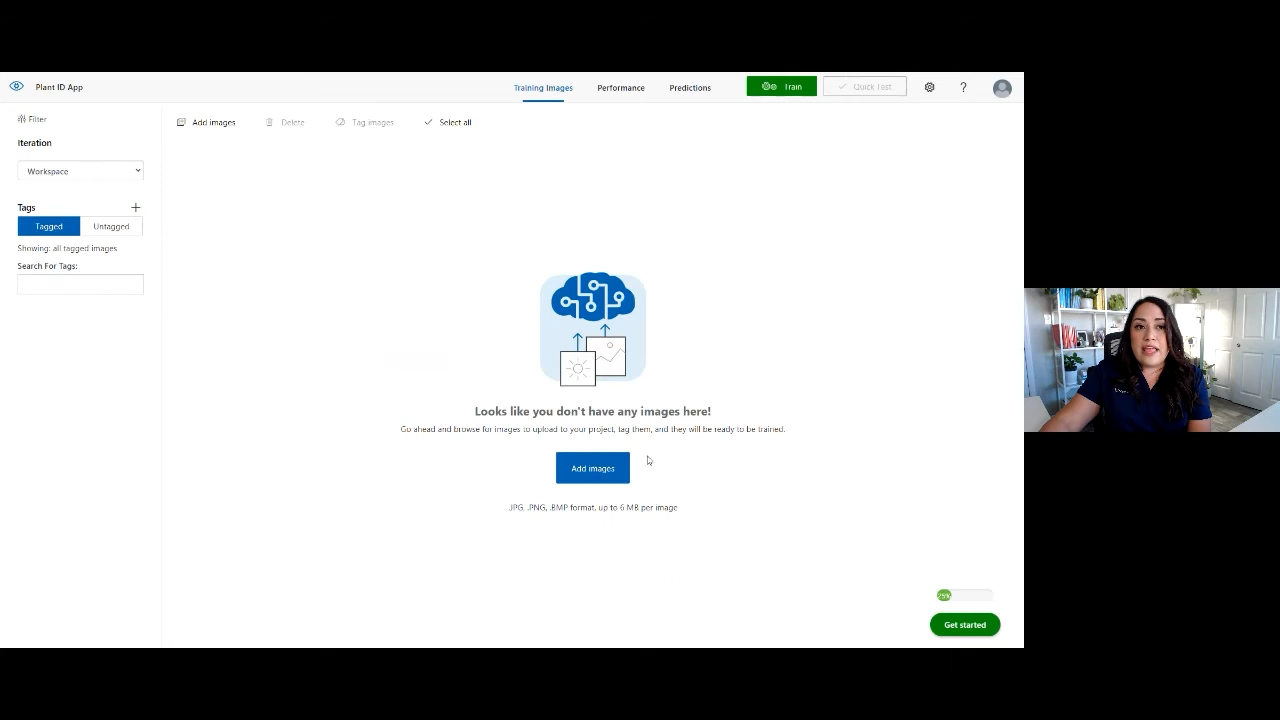 Plant ID App
Training Images
Performance
Predictions
Train
Quick Test
?
Filter
Iteration
Workspace
Tags
Tagged
Untagged
Showing: all tagged images
Search For Tags:
Add images
Delete
Tag images
Select all
Looks like you don't have any images here!
Go ahead and browse for images to upload to your project, tag them, and they will be ready to be trained.
Add images
.JPG, .PNG, .BMP format, up to 6 MB per image
25%
Get started